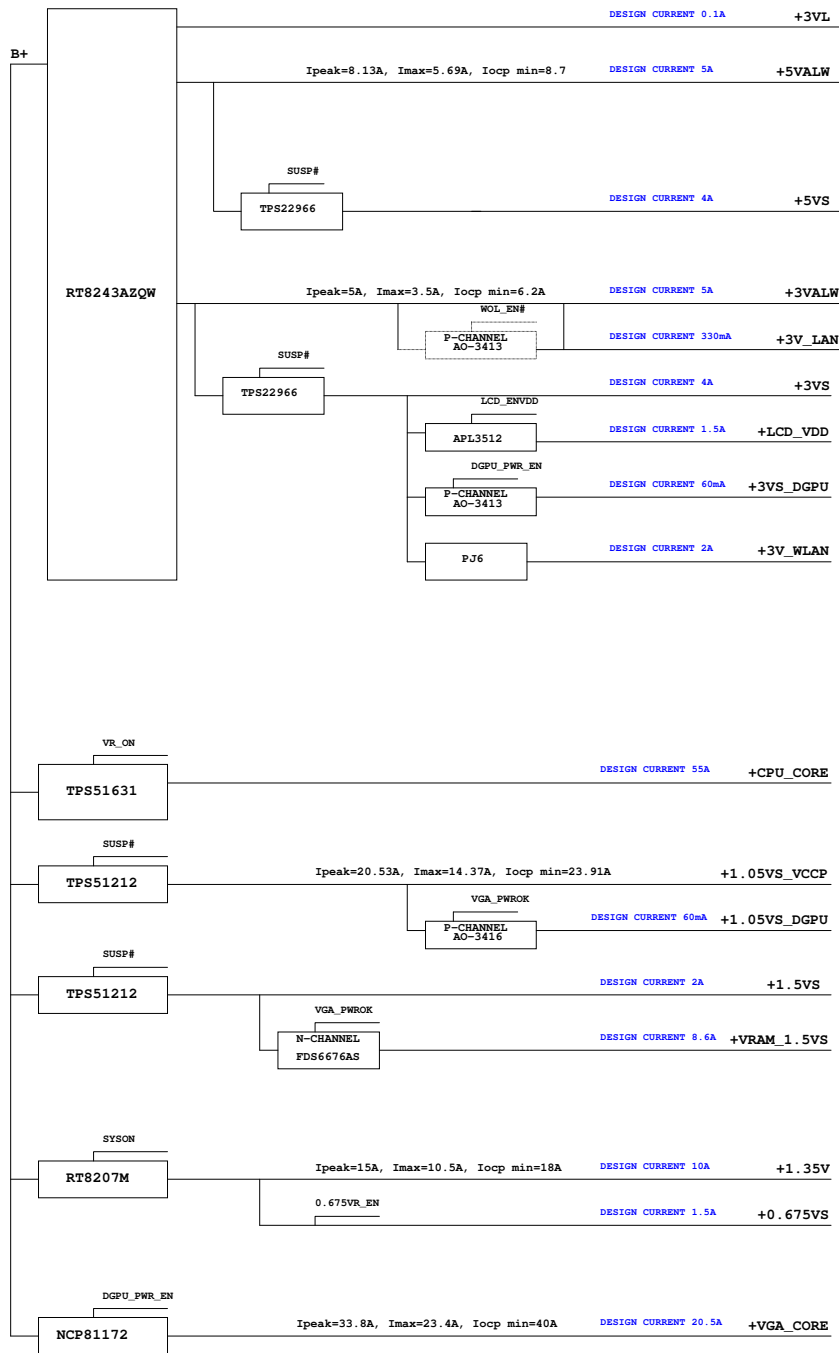 DESIGN CURRENT 0.1A +3VL
B+
Ipeak=8.13A, Imax=5.69A, Iocp min=8.7 DESIGN CURRENT 5A +5VALW
SUSP#
TPS22966 DESIGN CURRENT 4A +5VS
RT8243AZQW Ipeak=5A, Imax=3.5A, Iocp min=6.2A DESIGN CURRENT 5A +3VALW
WOL_EN#
P-CHANNEL
AO-3413 DESIGN CURRENT 330mA +3V_LAN
SUSP#
TPS22966 DESIGN CURRENT 4A +3VS
LCD_ENVDD
APL3512 DESIGN CURRENT 1.5A +LCD_VDD
DGPU_PWR_EN
P-CHANNEL
AO-3413 DESIGN CURRENT 60mA +3VS_DGPU
PJ6 DESIGN CURRENT 2A +3V_WLAN
VR_ON
TPS51631 DESIGN CURRENT 55A +CPU_CORE
SUSP#
TPS51212 Ipeak=20.53A, Imax=14.37A, Iocp min=23.91A +1.05VS_VCCP
VGA_PWROK
P-CHANNEL
AO-3416 DESIGN CURRENT 60mA +1.05VS_DGPU
SUSP#
TPS51212 DESIGN CURRENT 2A +1.5VS
VGA_PWROK
N-CHANNEL
FDS6676AS DESIGN CURRENT 8.6A +VRAM_1.5VS
SYSON
RT8207M Ipeak=15A, Imax=10.5A, Iocp min=18A DESIGN CURRENT 10A +1.35V
0.675VR_EN
DESIGN CURRENT 1.5A +0.675VS
DGPU_PWR_EN
NCP81172 Ipeak=33.8A, Imax=23.4A, Iocp min=40A DESIGN CURRENT 20.5A +VGA_CORE